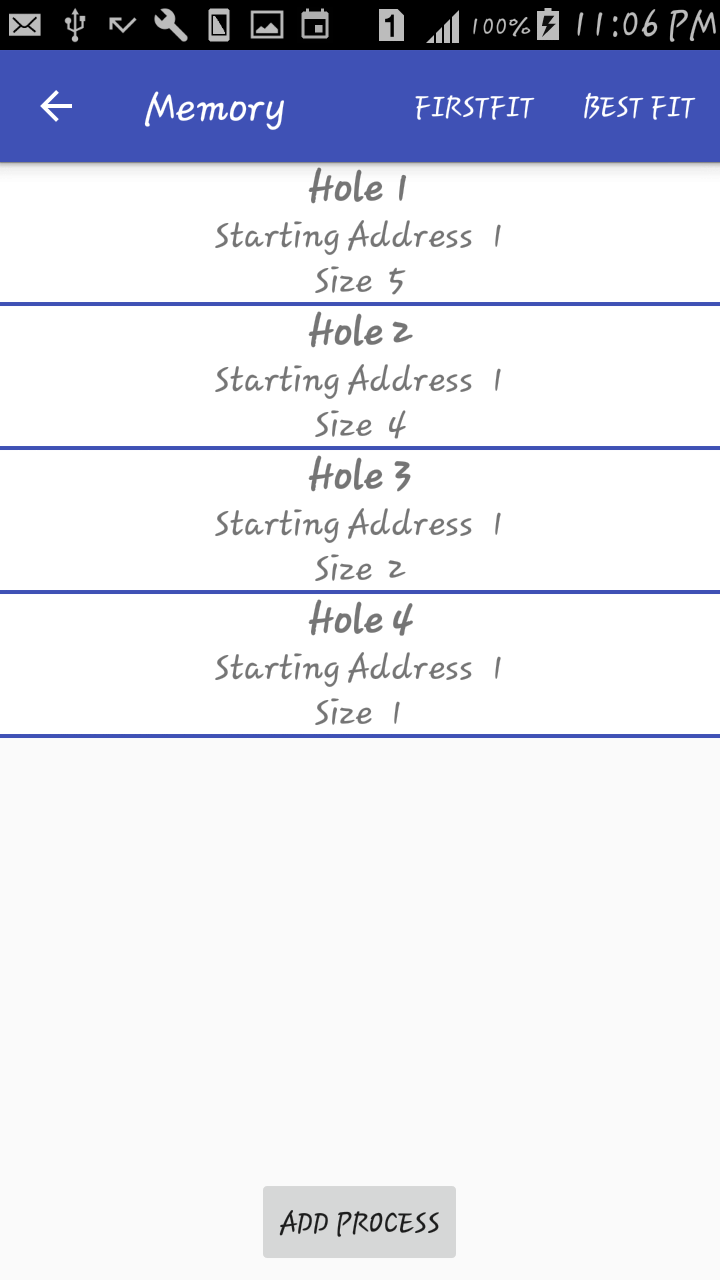 1 100% 11:06 PM
Memory FIRSTFIT BEST FIT
Hole 1
Starting Address 1
Size 5
Hole 2
Starting Address 1
Size 4
Hole 3
Starting Address 1
Size 2
Hole 4
Starting Address 1
Size 1
ADD PROCESS